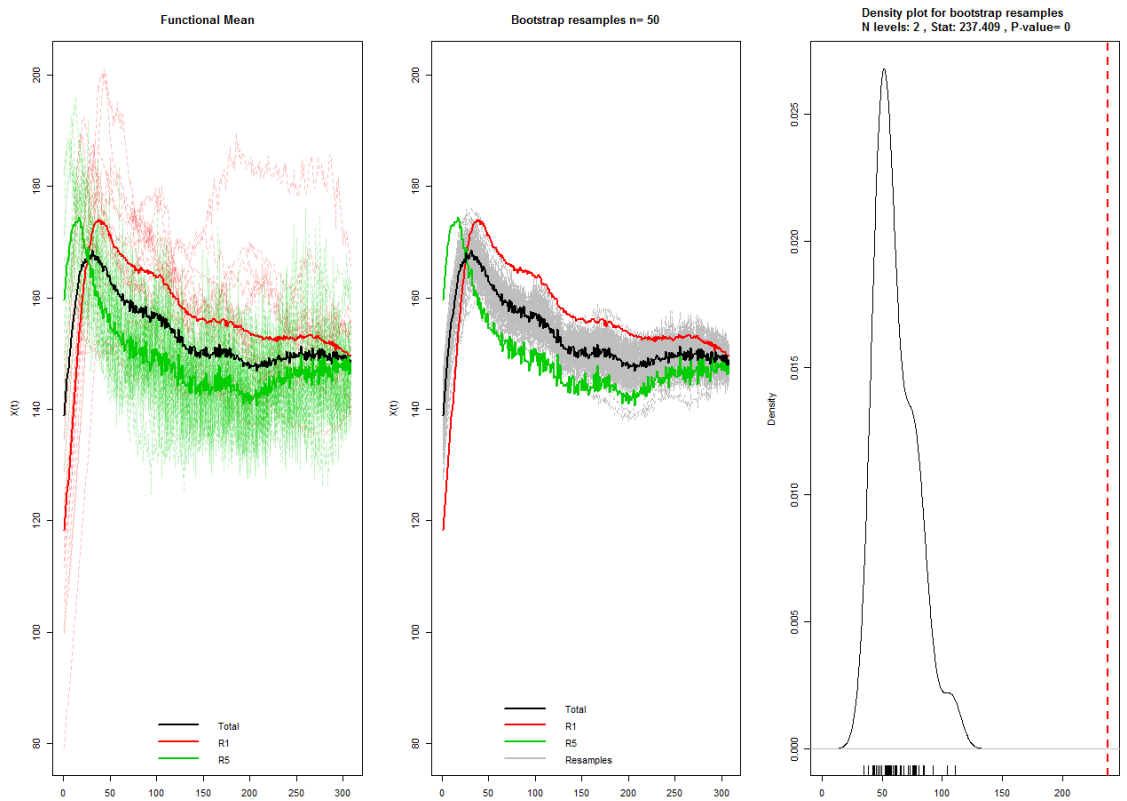 Functional Mean
X(t)
200
180
160
140
120
100
80
0
50
100
150
200
250
300
Total
R1
R5
Bootstrap resamples n= 50
X(t)
200
180
160
140
120
100
80
0
50
100
150
200
250
300
Total
R1
R5
Resamples
Density plot for bootstrap resamples
N levels: 2 , Stat: 237.409 , P-value= 0
Density
0.025
0.020
0.015
0.010
0.005
0.000
0
50
100
150
200